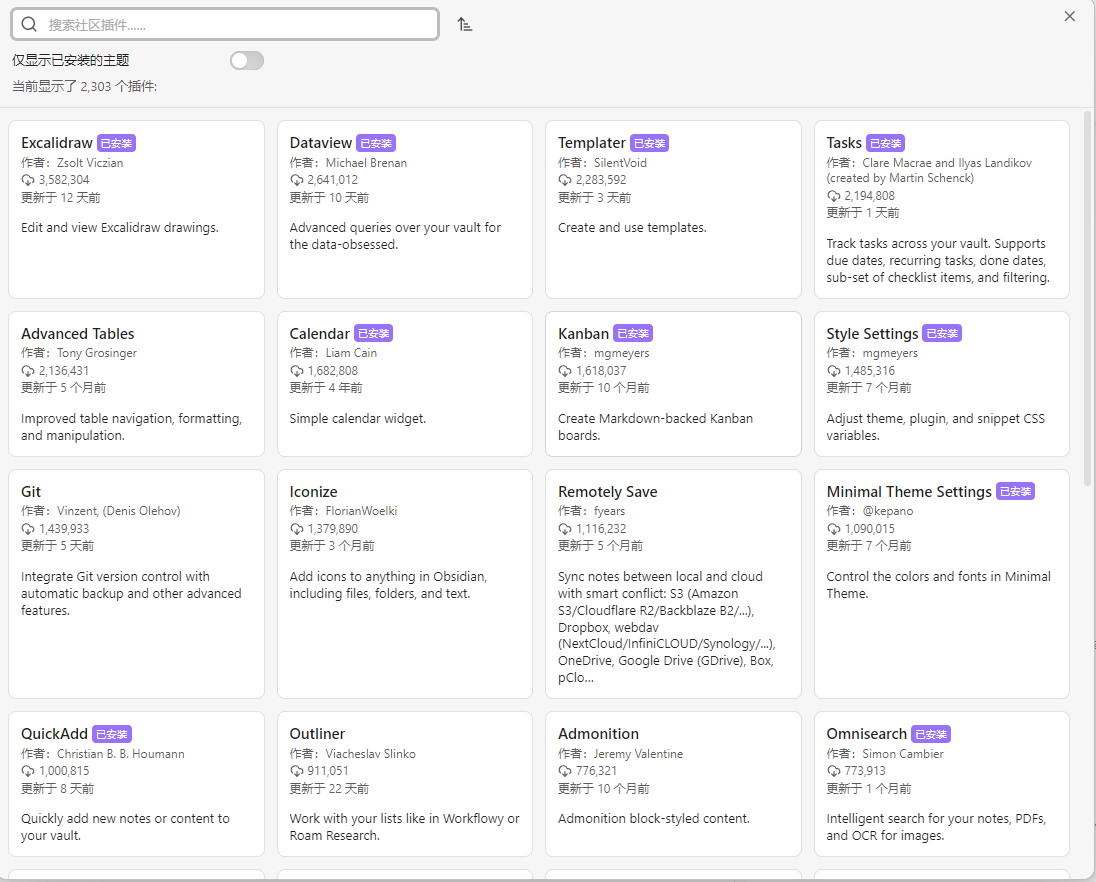 搜索社区插件......
仅显示已安装的主题
当前显示了 2,303 个插件:
Excalidraw 已安装
作者：Zsolt Viczian
3,582,304
更新于 12 天前
Edit and view Excalidraw drawings.
Dataview 已安装
作者：Michael Brenan
2,641,012
更新于 10 天前
Advanced queries over your vault for
the data-obsessed.
Templater 已安装
作者：SilentVoid
2,283,592
更新于 3 天前
Create and use templates.
Tasks 已安装
作者：Clare Macrae and Ilyas Landikov
(created by Martin Schenck)
2,194,808
更新于 1 天前
Track tasks across your vault. Supports
due dates, recurring tasks, done dates,
sub-set of checklist items, and filtering.
Advanced Tables
作者：Tony Grosinger
2,136,431
更新于 5 个月前
Improved table navigation, formatting,
and manipulation.
Calendar 已安装
作者：Liam Cain
1,682,808
更新于 4 年前
Simple calendar widget.
Kanban 已安装
作者：mgmeyers
1,618,037
更新于 10 个月前
Create Markdown-backed Kanban
boards.
Style Settings 已安装
作者：mgmeyers
1,485,316
更新于 7 个月前
Adjust theme, plugin, and snippet CSS
variables.
Git
作者：Vinzent, (Denis Olehov)
1,439,933
更新于 5 天前
Integrate Git version control with
automatic backup and other advanced
features.
Iconize
作者：FlorianWoelki
1,379,890
更新于 3 个月前
Add icons to anything in Obsidian,
including files, folders, and text.
Remotely Save
作者：fyears
1,116,232
更新于 5 个月前
Sync notes between local and cloud
with smart conflict: S3 (Amazon
S3/Cloudflare R2/Backblaze B2/...),
Dropbox, webdav
(NextCloud/InfiniCLOUD/Synology/...),
OneDrive, Google Drive (GDrive), Box,
pClo...
Minimal Theme Settings 已安装
作者：@kepano
1,090,015
更新于 7 个月前
Control the colors and fonts in Minimal
Theme.
QuickAdd 已安装
作者：Christian B. B. Houmann
1,000,815
更新于 8 天前
Quickly add new notes or content to
your vault.
Outliner
作者：Viacheslav Slinko
911,051
更新于 22 天前
Work with your lists like in Workflowy or
Roam Research.
Admonition
作者：Jeremy Valentine
776,321
更新于 10 个月前
Admonition block-styled content.
Omnisearch 已安装
作者：Simon Cambier
773,913
更新于 1 个月前
Intelligent search for your notes, PDFs,
and OCR for images.